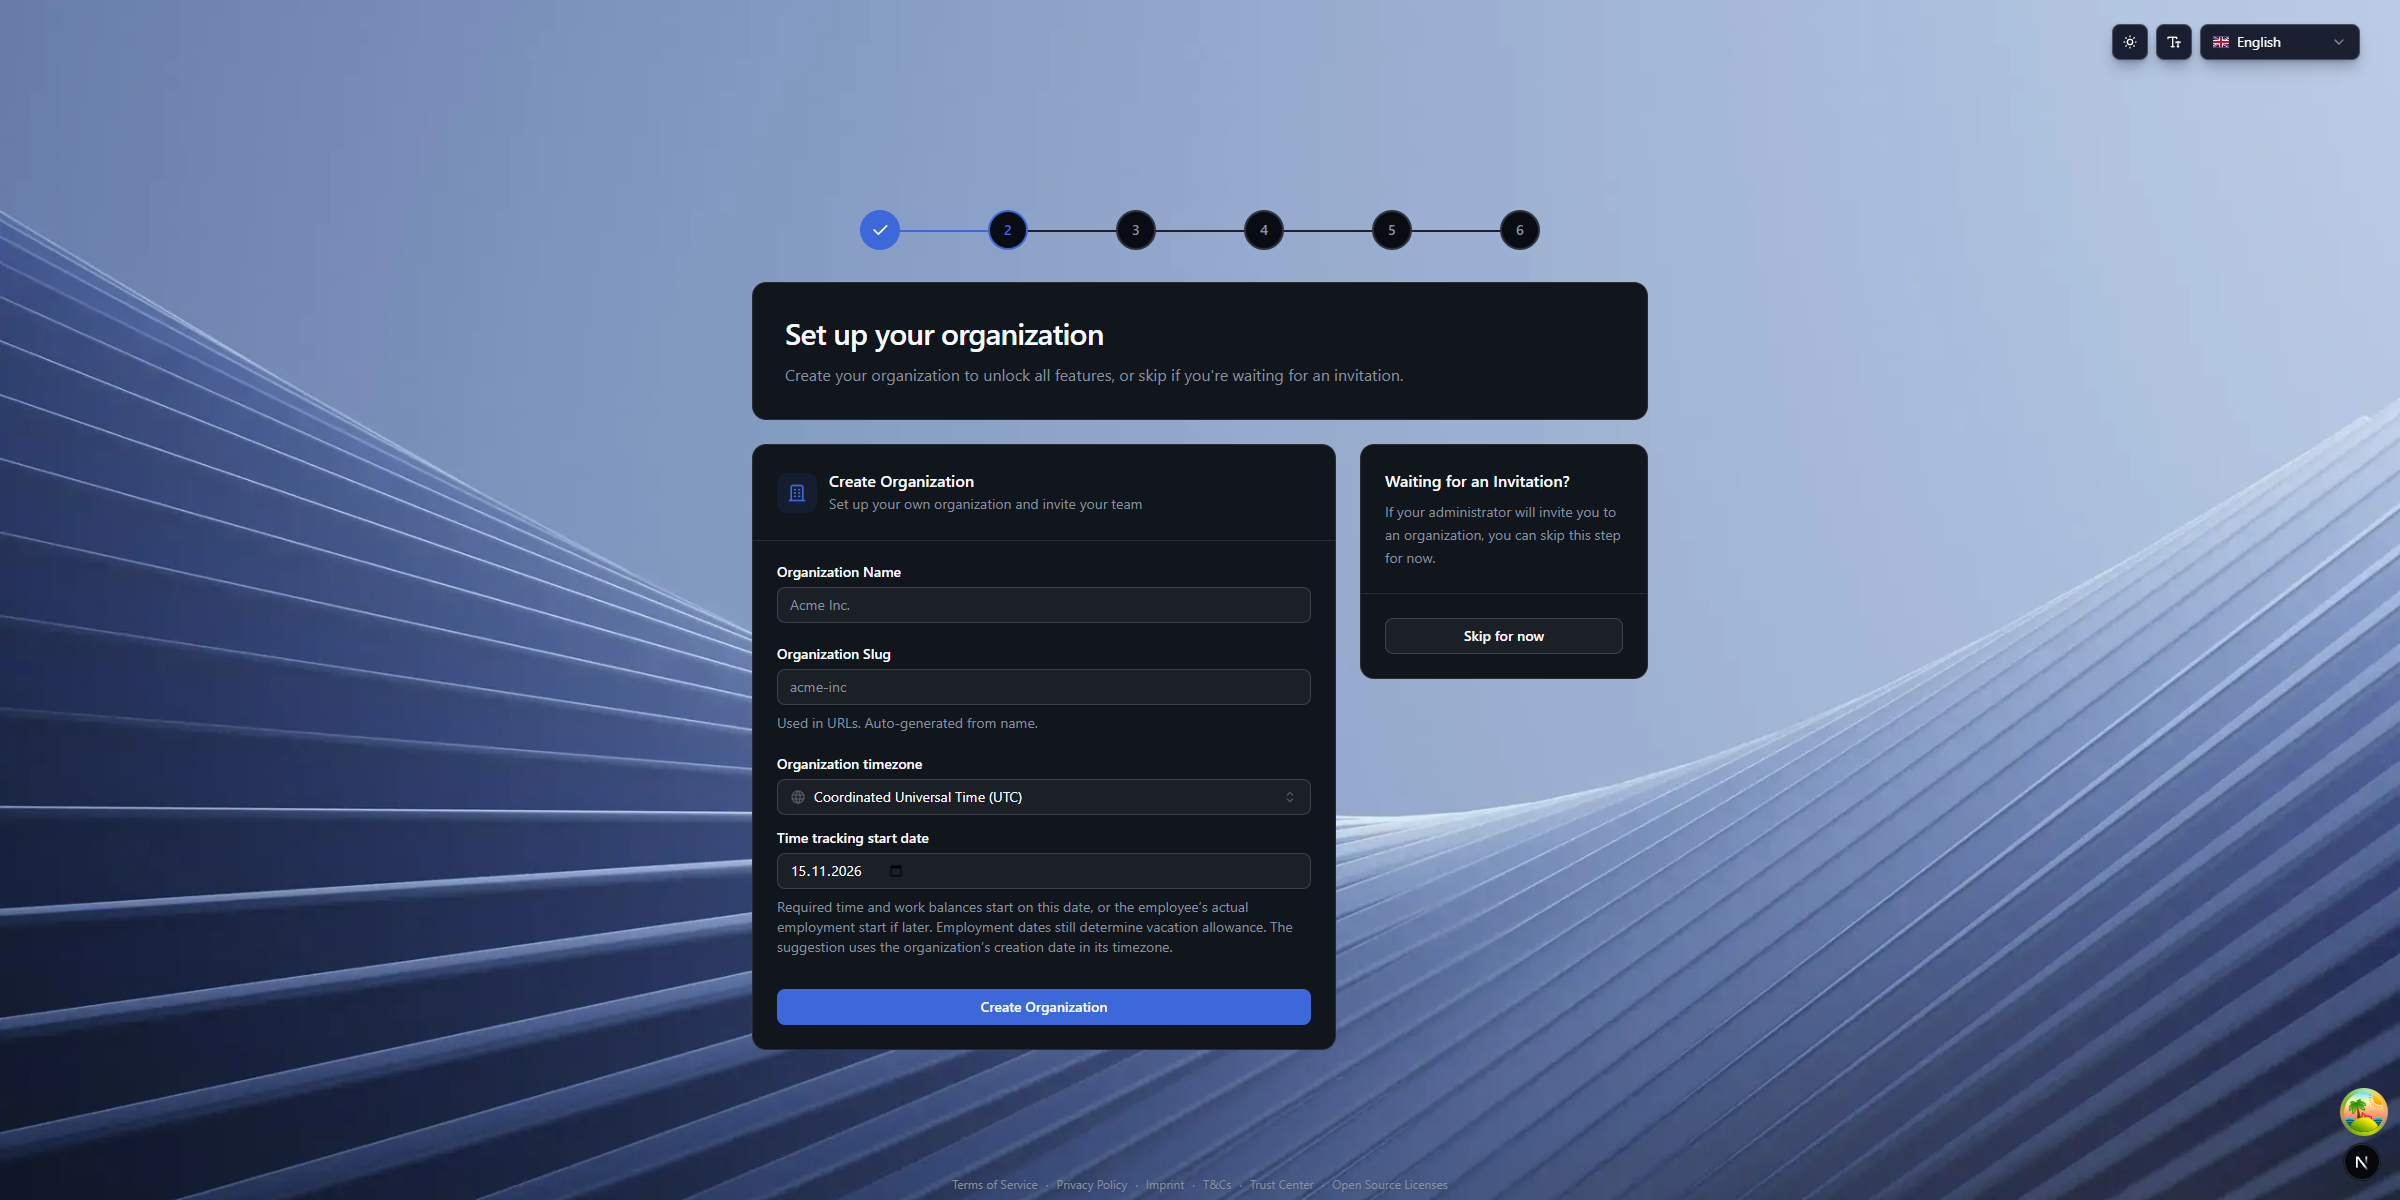 English
2
3
4
5
6
Set up your organization
Create your organization to unlock all features, or skip if you're waiting for an invitation.
Create Organization
Set up your own organization and invite your team
Organization Name
Acme Inc.
Organization Slug
acme-inc
Used in URLs. Auto-generated from name.
Organization timezone
Coordinated Universal Time (UTC)
Time tracking start date
15.11.2026
Required time and work balances start on this date, or the employee’s actual
employment start if later. Employment dates still determine vacation allowance. The
suggestion uses the organization’s creation date in its timezone.
Create Organization
Waiting for an Invitation?
If your administrator will invite you to
an organization, you can skip this step
for now.
Skip for now
Terms of Service · Privacy Policy · Imprint · T&Cs · Trust Center · Open Source Licenses